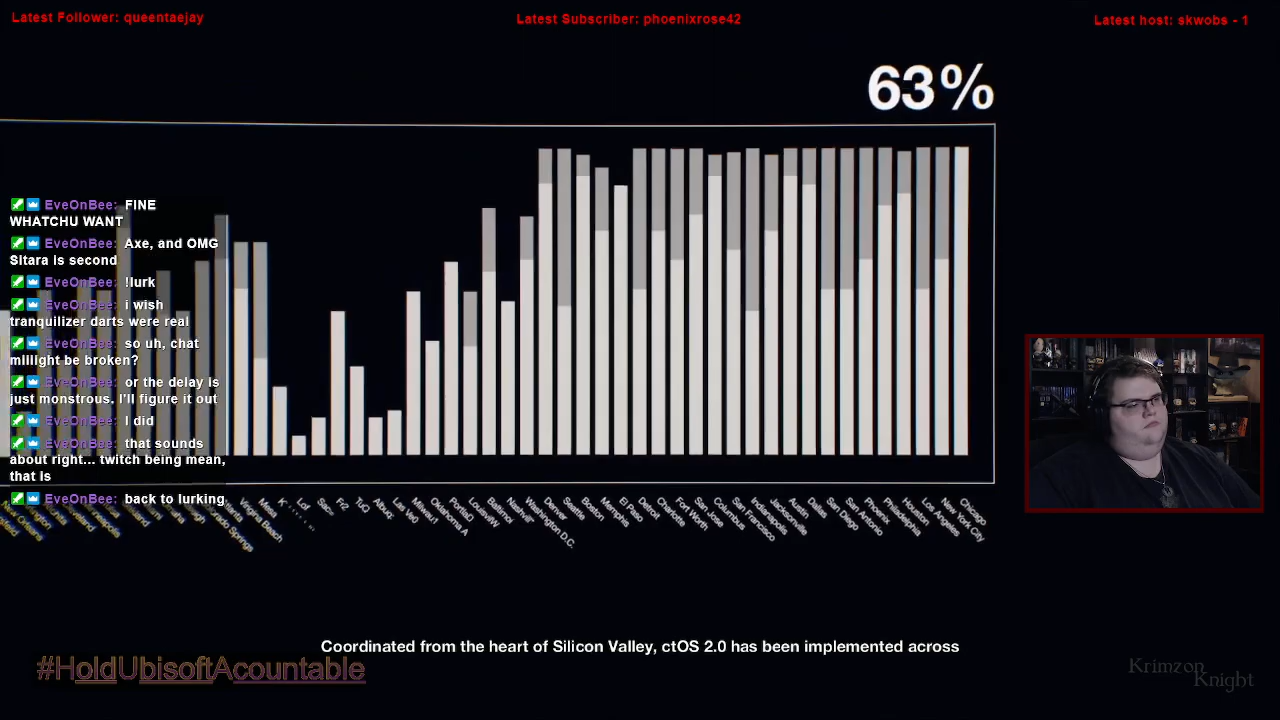 Latest Follower: queentaejay
Latest Subscriber: phoenixrose42
Latest host: skwobs - 1
63%
EveOnBee: FINE
WHATCHU WANT
EveOnBee: Axe, and OMG
Sitara is second
EveOnBee: !lurk
EveOnBee: i wish
tranquilizer darts were real
EveOnBee: so uh, chat
miiiight be broken?
EveOnBee: or the delay is
just monstrous. I'll figure it out
EveOnBee: I did
EveOnBee: that sounds
about right... twitch being mean,
that is
EveOnBee: back to lurking
Virginia Beach
Mesa
Oklahoma
Nashvil
Washington D.C.
Denver
Seattle
Boston
Memphis
El Paso
Detroit
Charlotte
Fort Worth
San Jose
Columbus
San Francisco
Indianapolis
Jacksonville
Austin
Dallas
San Diego
San Antonio
Phoenix
Philadelphia
Houston
Los Angeles
New York City
Chicago
Coordinated from the heart of Silicon Valley, ctOS 2.0 has been implemented across
#HoldUbisoftAcountable
Krimzon
Knight